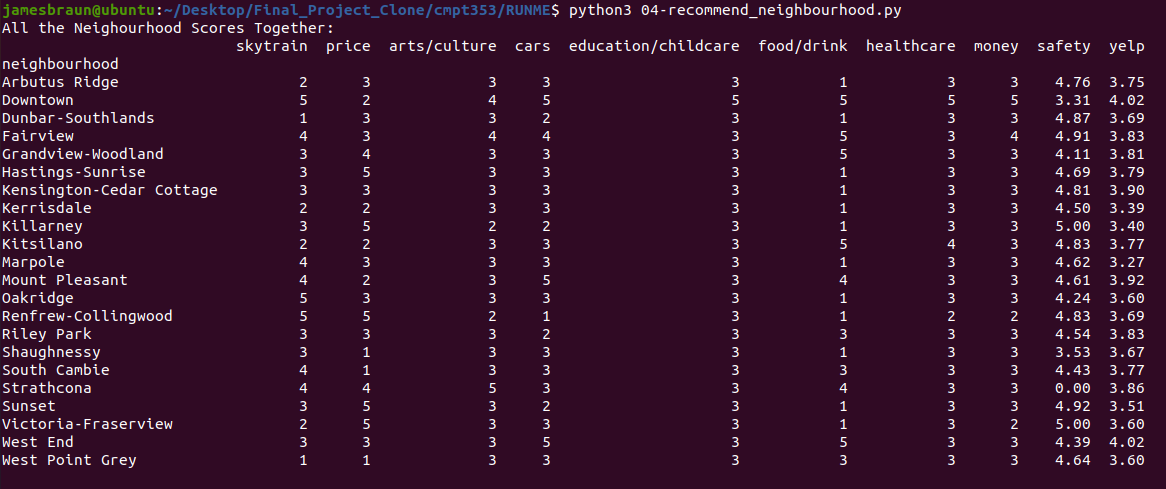 jamesbraun@ubuntu:~/Desktop/Final_Project_Clone/cmpt353/RUNME$ python3 04-recommend_neighbourhood.py
All the Neighourhood Scores Together:
skytrain price arts/culture cars education/childcare food/drink healthcare money safety yelp
neighbourhood
Arbutus Ridge 2 3 3 3 3 1 3 3 4.76 3.75
Downtown 5 2 4 5 5 5 5 5 3.31 4.02
Dunbar-Southlands 1 3 3 2 3 1 3 3 4.87 3.69
Fairview 4 3 4 4 3 5 3 4 4.91 3.83
Grandview-Woodland 3 4 3 3 3 5 3 3 4.11 3.81
Hastings-Sunrise 3 5 3 3 3 1 3 3 4.69 3.79
Kensington-Cedar Cottage 3 3 3 3 3 1 3 3 4.81 3.90
Kerrisdale 2 2 3 3 3 1 3 3 4.50 3.39
Killarney 3 5 2 2 3 1 3 3 5.00 3.40
Kitsilano 2 2 3 3 3 5 4 3 4.83 3.77
Marpole 4 3 3 3 3 1 3 3 4.62 3.27
Mount Pleasant 4 2 3 5 3 4 3 3 4.61 3.92
Oakridge 5 3 3 3 3 1 3 3 4.24 3.60
Renfrew-Collingwood 5 5 2 1 3 1 2 2 4.83 3.69
Riley Park 3 3 3 2 3 3 3 3 4.54 3.83
Shaughnessy 3 1 3 3 3 1 3 3 3.53 3.67
South Cambie 4 1 3 3 3 3 3 3 4.43 3.77
Strathcona 4 4 5 3 3 4 3 3 0.00 3.86
Sunset 3 5 3 2 3 1 3 3 4.92 3.51
Victoria-Fraserview 2 5 3 3 3 1 3 2 5.00 3.60
West End 3 3 3 5 3 5 3 3 4.39 4.02
West Point Grey 1 1 3 3 3 3 3 3 4.64 3.60